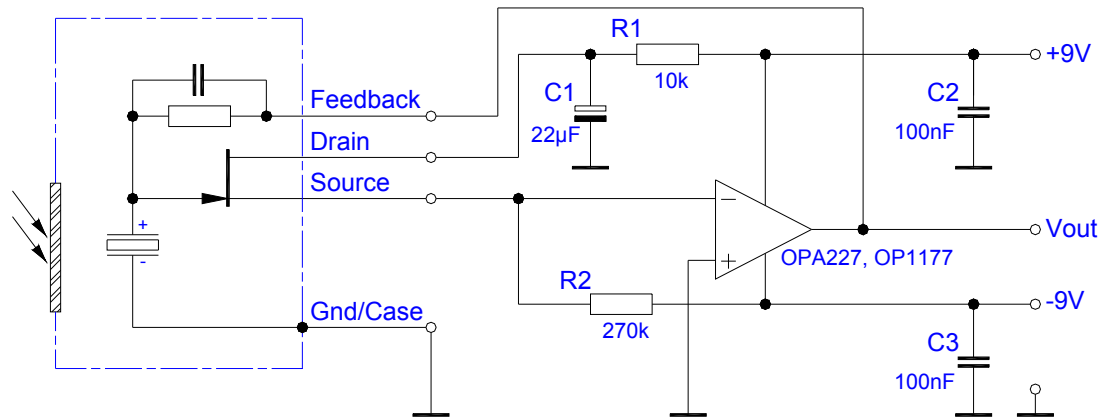 R1
+9V
10k
Feedback
C1
C2
22µF
100nF
Drain
Source
+
-
−
+
Vout
OPA227, OP1177
R2
270k
Gnd/Case
-9V
C3
100nF